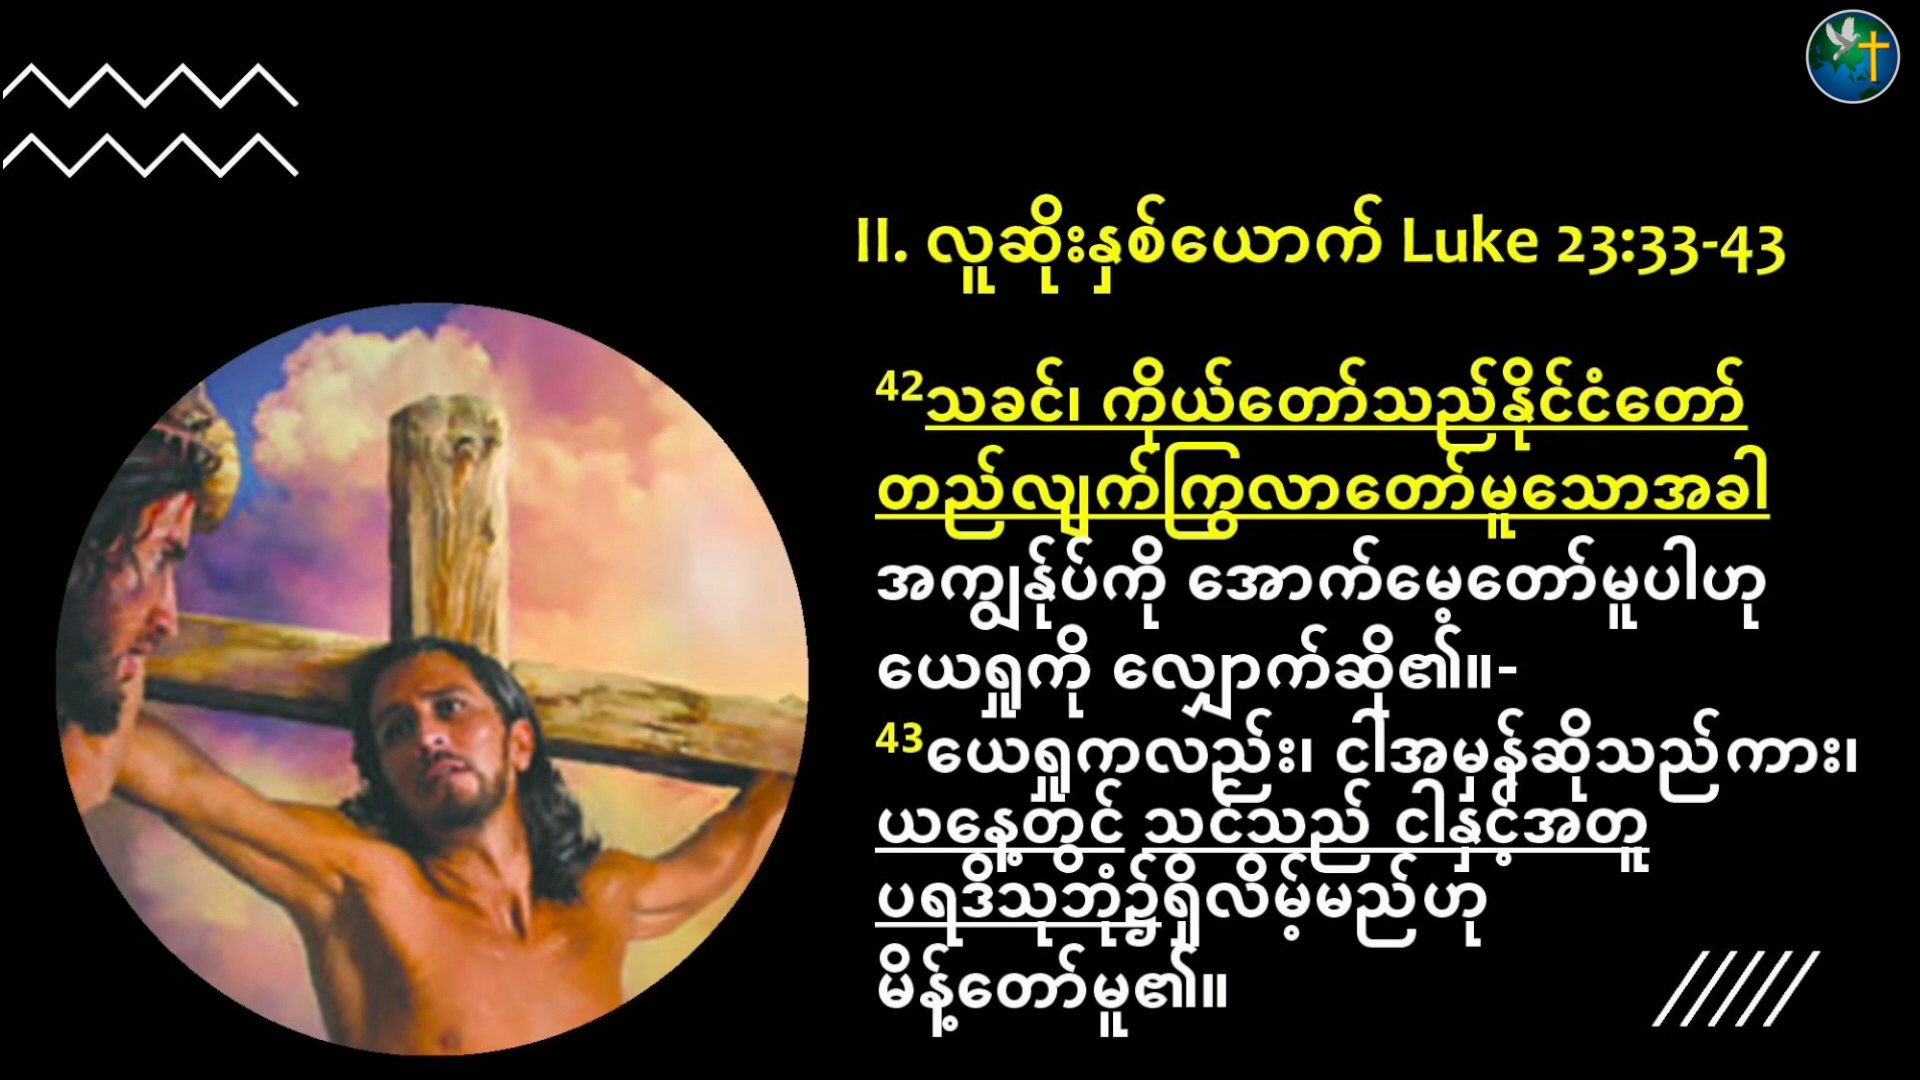 II. လူဆိုးနှစ်ယောက် Luke 23:33-43
42သခင်၊ ကိုယ်တော်သည်နိုင်ငံတော်
တည်လျက်ကြွလာတော်မူသောအခါ
အကျွန်ုပ်ကို အောက်မေ့တော်မူပါဟု
ယေရှုကို လျှောက်ဆို၏။-
43ယေရှုကလည်း၊ ငါအမှန်ဆိုသည်ကား၊
ယနေ့တွင် သင်သည် ငါနှင့်အတူ
ပရဒိသုဘုံ၌ရှိလိမ့်မည်ဟု
မိန့်တော်မူ၏။